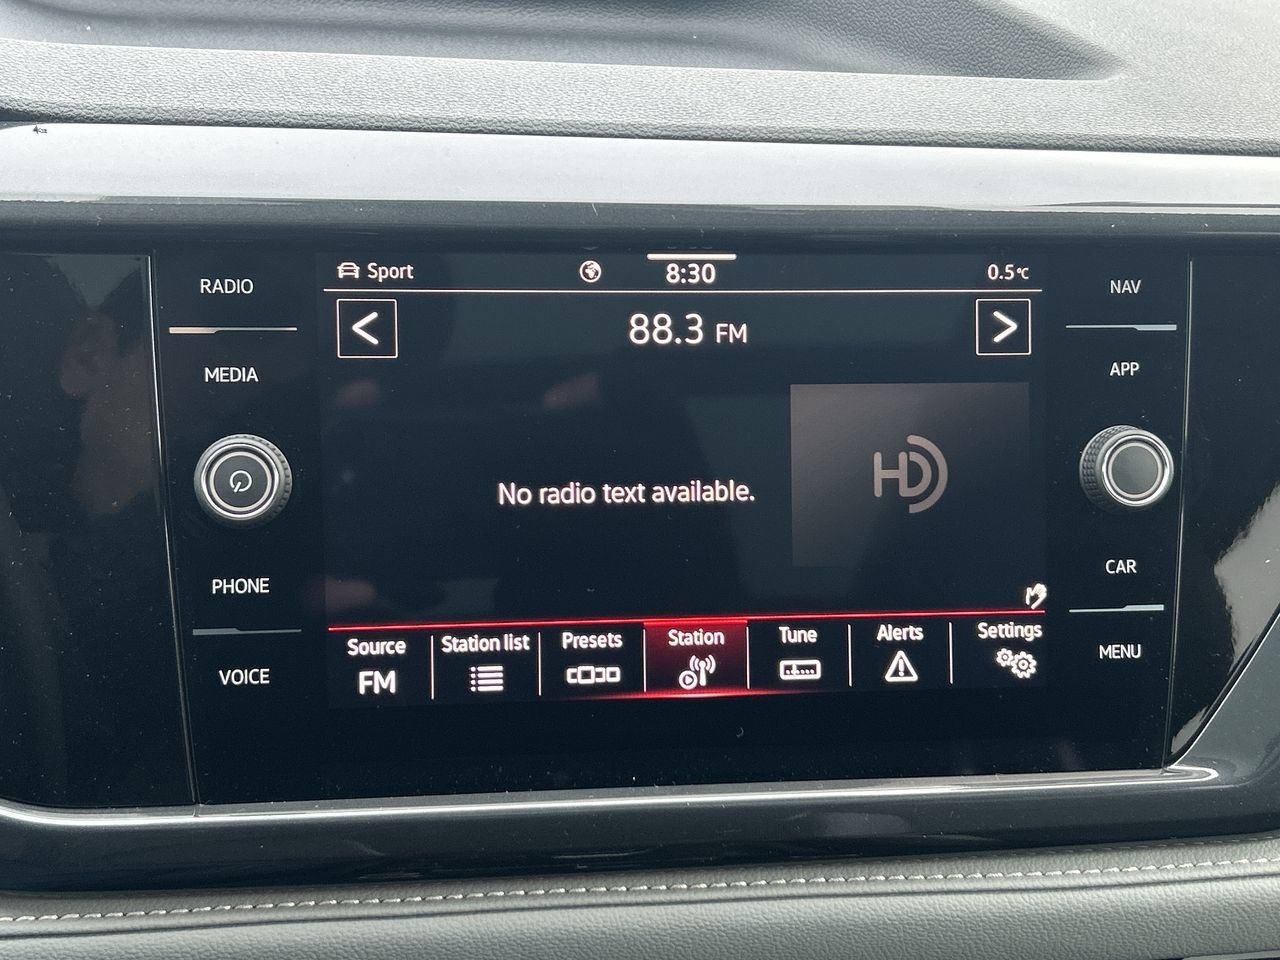 RADIO
MEDIA
PHONE
VOICE
Sport
8:30
0.5°C
<
88.3 FM
>
No radio text available.
HD
Source
FM
Station list
Presets
Station
Tune
Alerts
Settings
NAV
APP
CAR
MENU